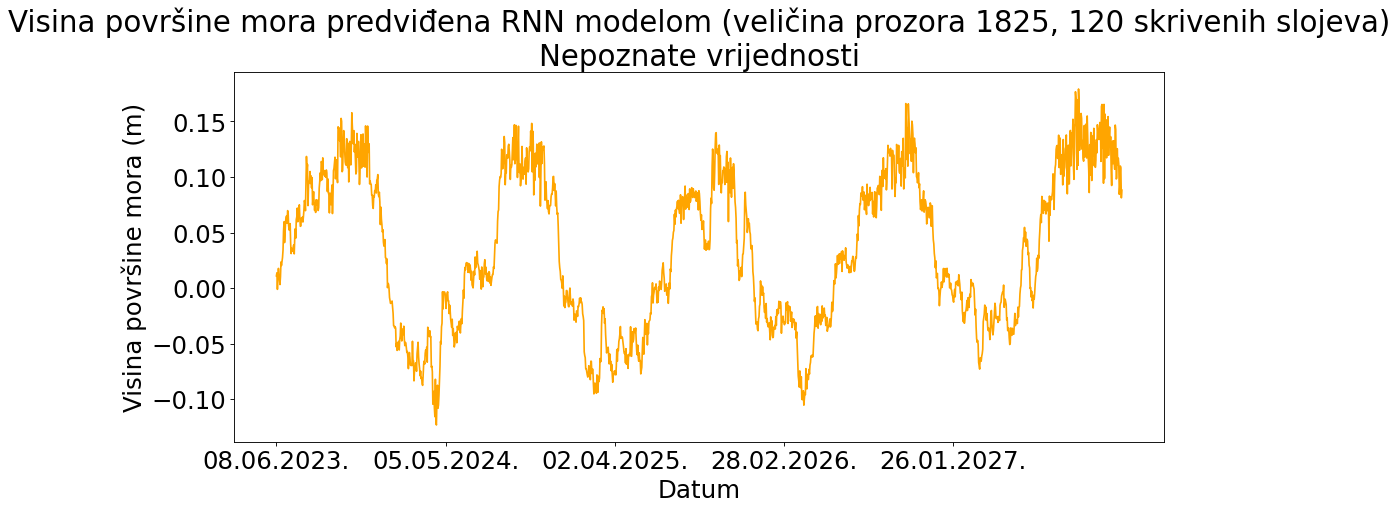 Visina površine mora predviđena RNN modelom (veličina prozora 1825, 120 skrivenih slojeva)
Nepoznate vrijednosti
Visina površine mora (m)
0.15
0.10
0.05
0.00
−0.05
−0.10
08.06.2023. 05.05.2024. 02.04.2025. 28.02.2026. 26.01.2027.
Datum